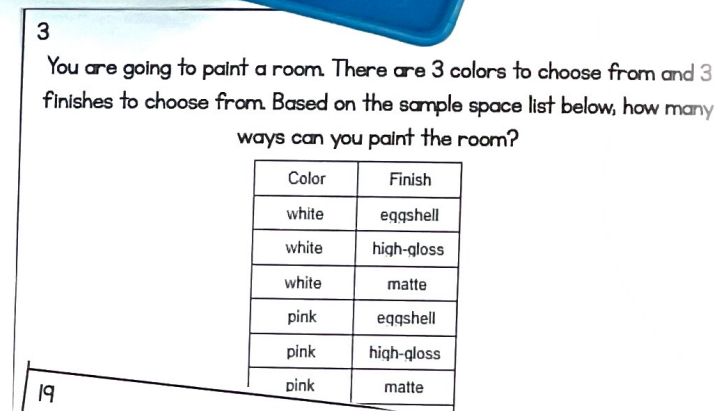 3
You are going to paint a room. There are 3 colors to choose from and 3
finishes to choose from. Based on the sample space list below, how many
ways can you paint the room?
Color Finish
white eggshell
white high-gloss
white matte
pink eggshell
pink high-gloss
pink matte
19